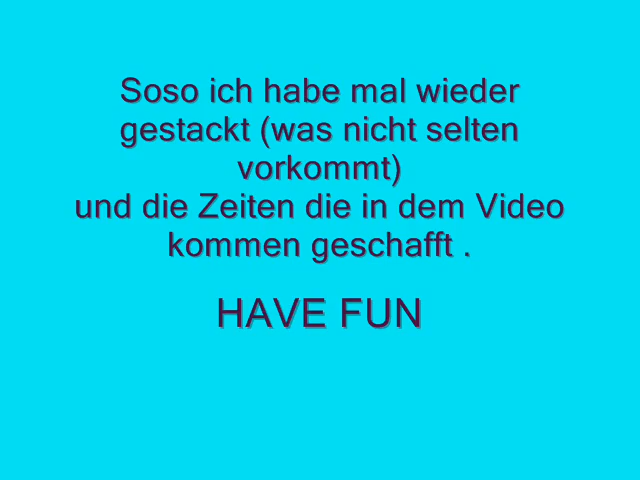 Soso ich habe mal wieder
gestackt (was nicht selten
vorkommt)
und die Zeiten die in dem Video
kommen geschafft .
HAVE FUN